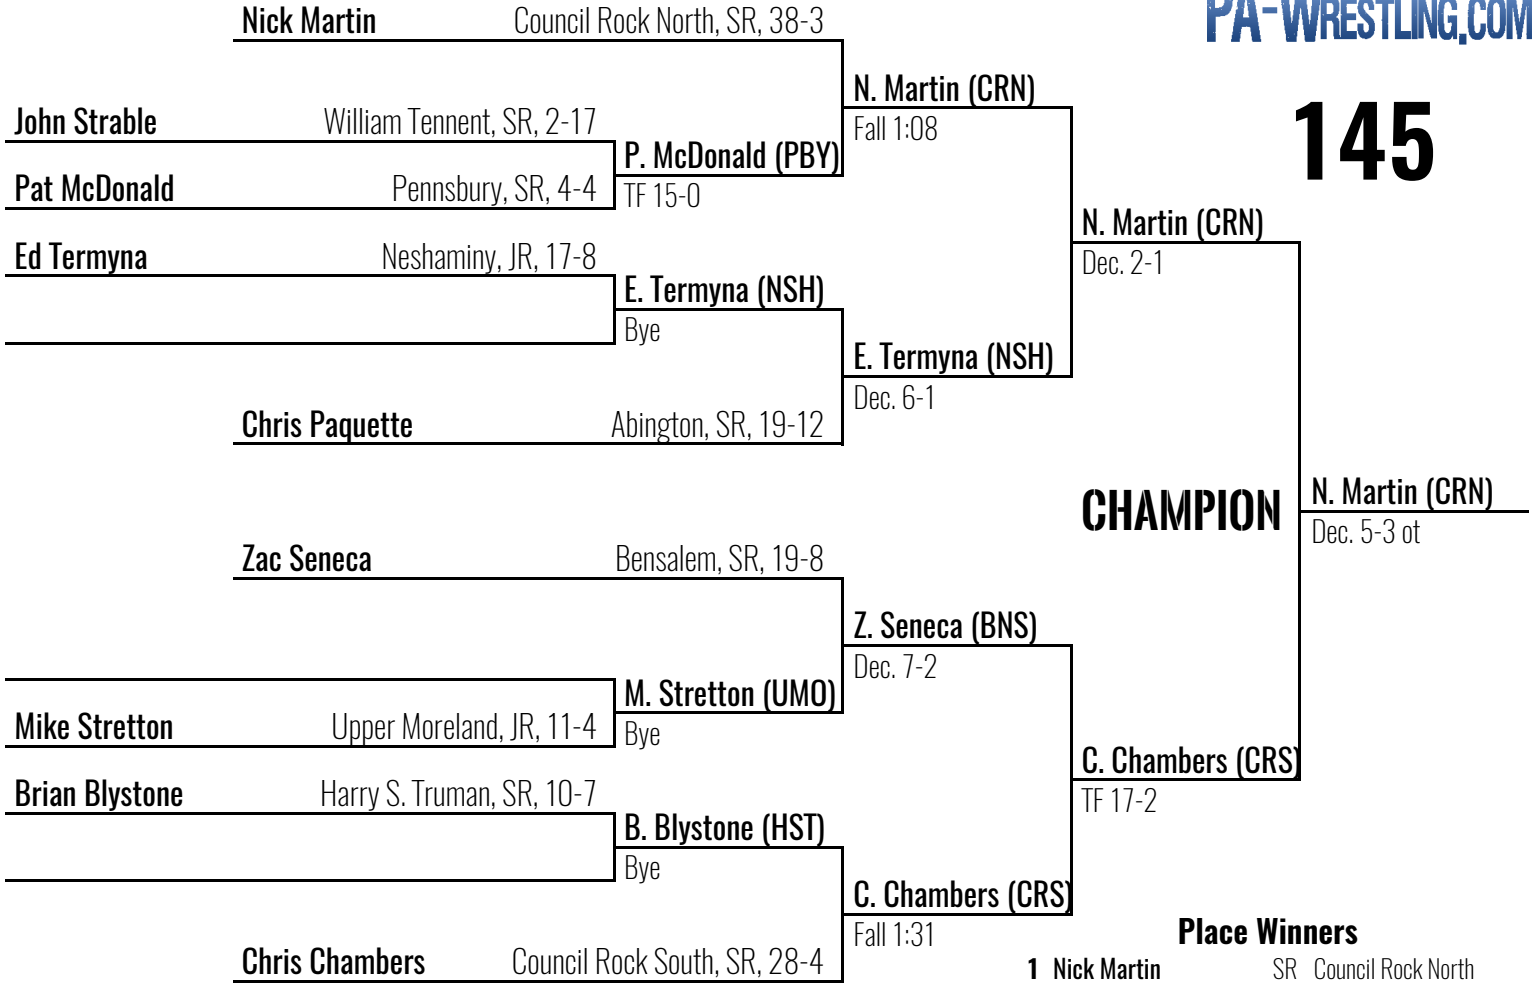 PA-WRESTLING.COM
145
Nick Martin Council Rock North, SR, 38-3
N. Martin (CRN)
Fall 1:08
John Strable William Tennent, SR, 2-17
P. McDonald (PBY)
TF 15-0
Pat McDonald Pennsbury, SR, 4-4
N. Martin (CRN)
Dec. 2-1
Ed Termyna Neshaminy, JR, 17-8
E. Termyna (NSH)
Bye
E. Termyna (NSH)
Dec. 6-1
Chris Paquette Abington, SR, 19-12
CHAMPION
N. Martin (CRN)
Dec. 5-3 ot
Zac Seneca Bensalem, SR, 19-8
Z. Seneca (BNS)
Dec. 7-2
M. Stretton (UMO)
Bye
Mike Stretton Upper Moreland, JR, 11-4
C. Chambers (CRS)
TF 17-2
Brian Blystone Harry S. Truman, SR, 10-7
B. Blystone (HST)
Bye
C. Chambers (CRS)
Fall 1:31
Chris Chambers Council Rock South, SR, 28-4
Place Winners
1 Nick Martin SR Council Rock North